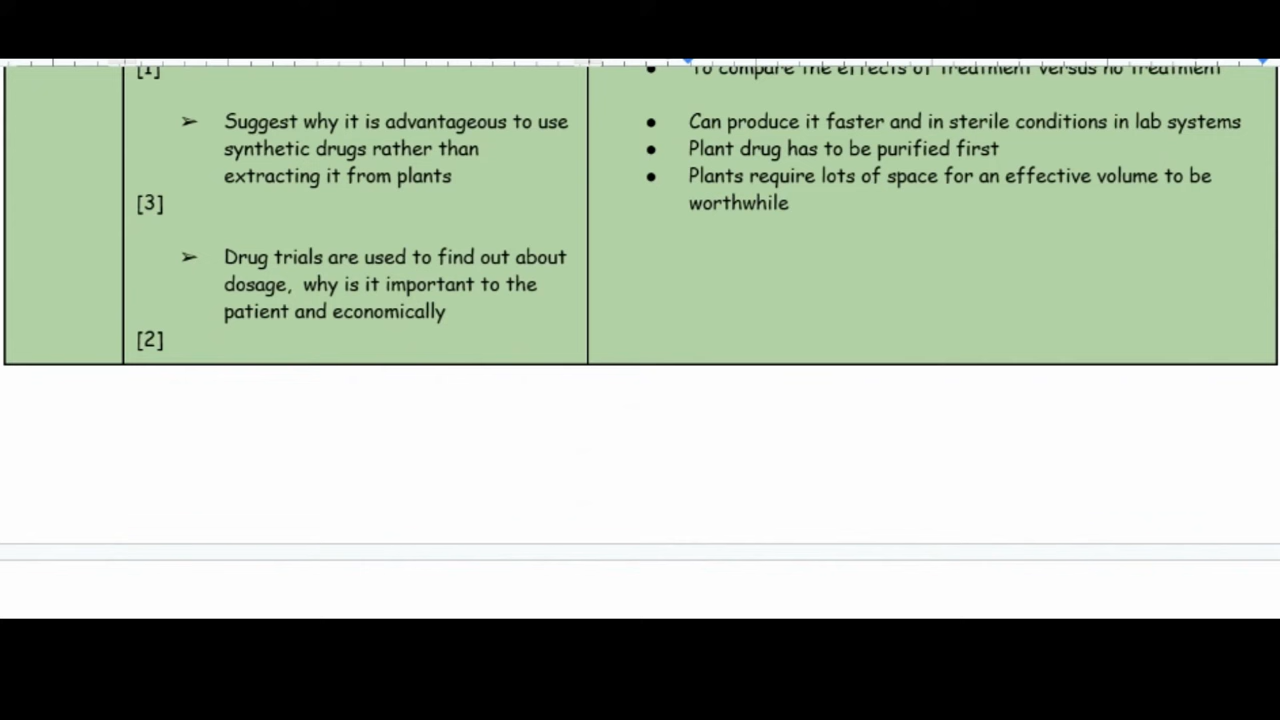 [1]
To compare the effects of treatment versus no treatment
➢ Suggest why it is advantageous to use
synthetic drugs rather than
extracting it from plants
[3]
● Can produce it faster and in sterile conditions in lab systems
● Plant drug has to be purified first
● Plants require lots of space for an effective volume to be
worthwhile
➢ Drug trials are used to find out about
dosage,  why is it important to the
patient and economically
[2]